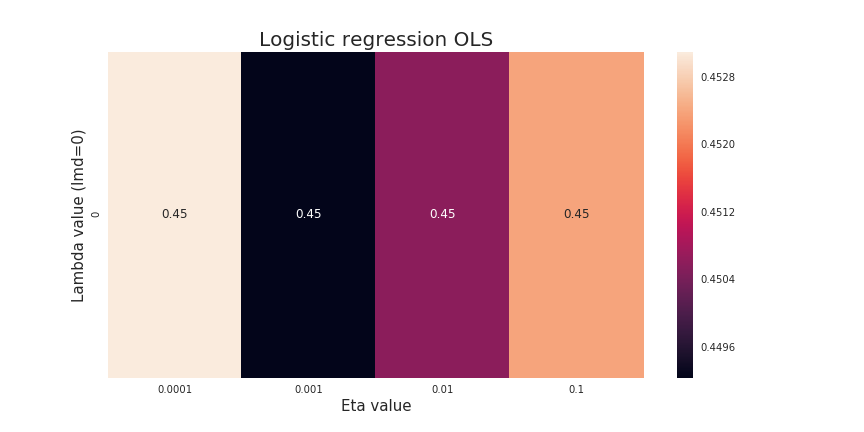 Logistic regression OLS
Lambda value (lmd=0)
0
0.45 0.45 0.45 0.45
0.0001 0.001 0.01 0.1
Eta value
0.4528
0.4520
0.4512
0.4504
0.4496